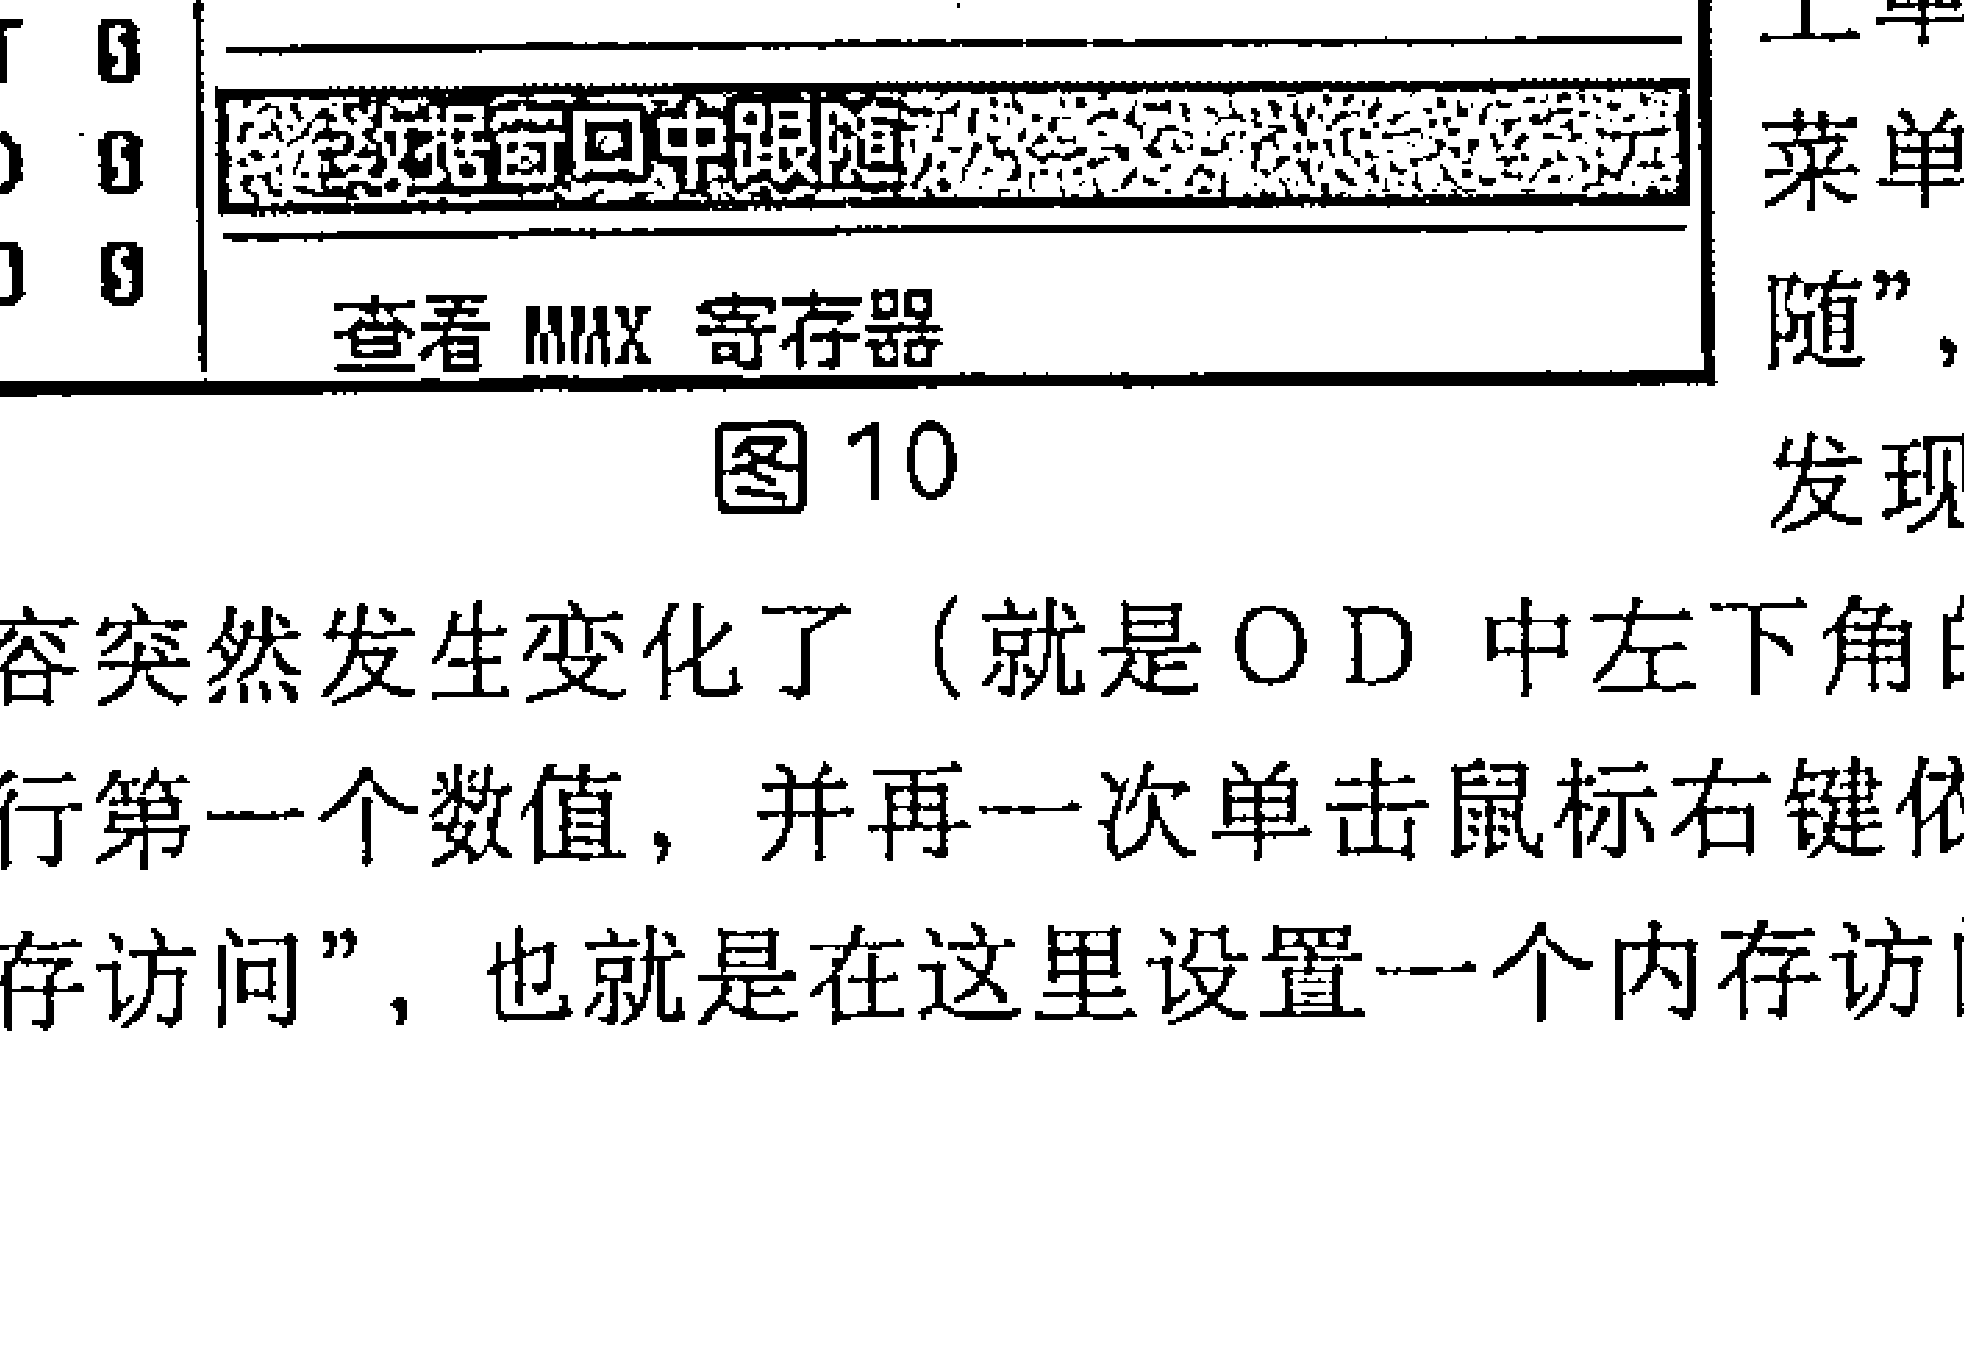 数据窗口中跟随
查看 MMX 寄存器
图 10
菜单
随”，
发现
容突然发生变化了（就是OD 中左下角的
行第一个数值，并再一次单击鼠标右键依
存访问”，也就是在这里设置一个内存访问